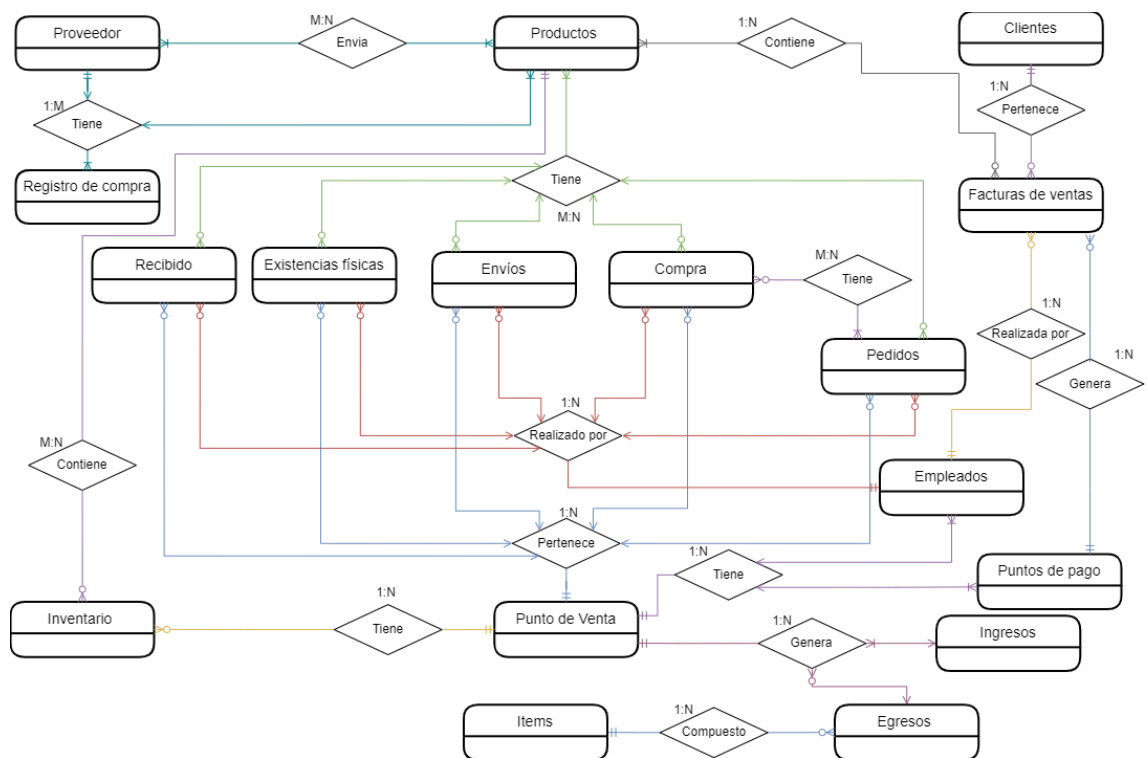 M:N
1:N
Proveedor
Envia
Productos
Contiene
Clientes
1:N
1:M
Tiene
Pertenece
Registro de compra
Tiene
M:N
Facturas de ventas
Recibido
Existencias físicas
Envíos
Compra
M:N
Tiene
1:N
Realizada por
Pedidos
1:N
Genera
1:N
Realizado por
M:N
Contiene
Empleados
1:N
Pertenece
1:N
Tiene
Puntos de pago
1:N
Inventario
Tiene
Punto de Venta
1:N
Genera
Ingresos
1:N
Items
Compuesto
Egresos